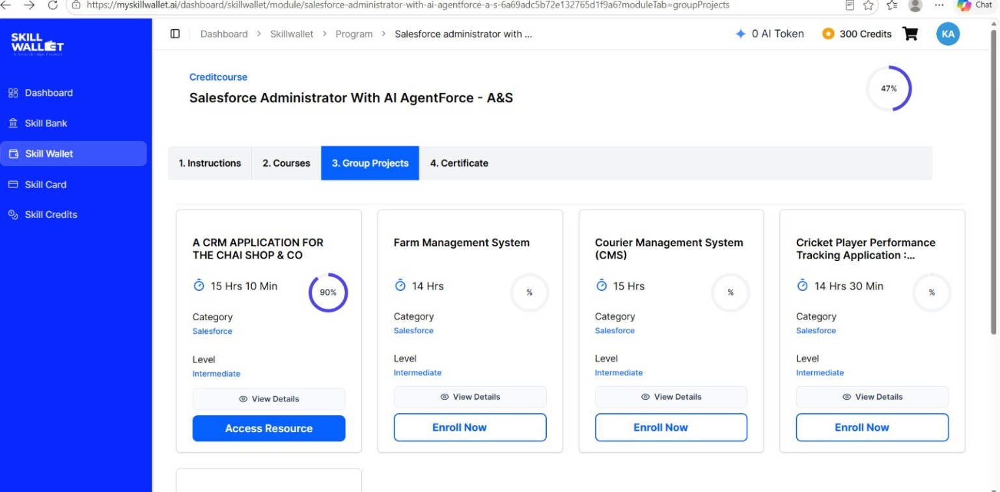 https://myskillwallet.ai/dashboard/skillwallet/module/salesforce-administrator-with-ai-agentforce-a-s-6a69adc5b72e132765d1f9a6?moduleTab=groupProjects
Chat
SKILL
WALLET
Dashboard
Skill Bank
Skill Wallet
Skill Card
Skill Credits
Dashboard > Skillwallet > Program > Salesforce administrator with ...
0 AI Token
300 Credits
KA
Creditcourse
Salesforce Administrator With AI AgentForce - A&S
47%
1. Instructions
2. Courses
3. Group Projects
4. Certificate
A CRM APPLICATION FOR
THE CHAI SHOP & CO
15 Hrs 10 Min
90%
Category
Salesforce
Level
Intermediate
View Details
Access Resource
Farm Management System
14 Hrs
%
Category
Salesforce
Level
Intermediate
View Details
Enroll Now
Courier Management System
(CMS)
15 Hrs
%
Category
Salesforce
Level
Intermediate
View Details
Enroll Now
Cricket Player Performance
Tracking Application :...
14 Hrs 30 Min
%
Category
Salesforce
Level
Intermediate
View Details
Enroll Now